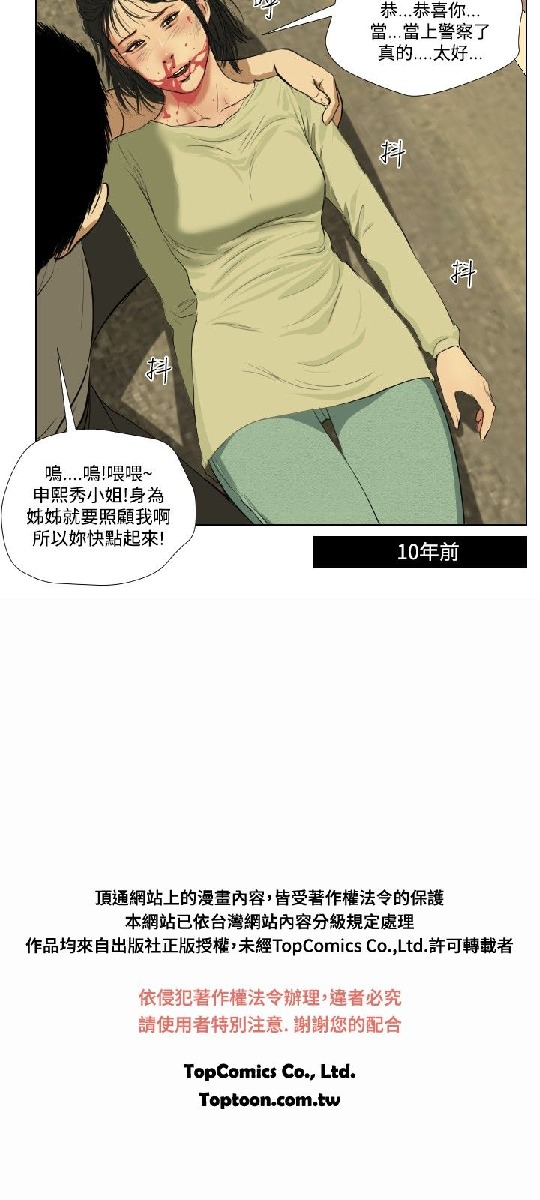 恭...恭喜你...
當...當上警察了
真的....太好...
抖
抖
抖
嗚....嗚!喂喂~
申熙秀小姐!身為
姊姊就要照顧我啊
所以妳快點起來!
10年前
頂通網站上的漫畫內容，皆受著作權法令的保護
本網站已依台灣網站內容分級規定處理
作品均來自出版社正版授權，未經TopComics Co.,Ltd.許可轉載者
依侵犯著作權法令辦理，違者必究
請使用者特別注意. 謝謝您的配合
TopComics Co., Ltd.
Toptoon.com.tw